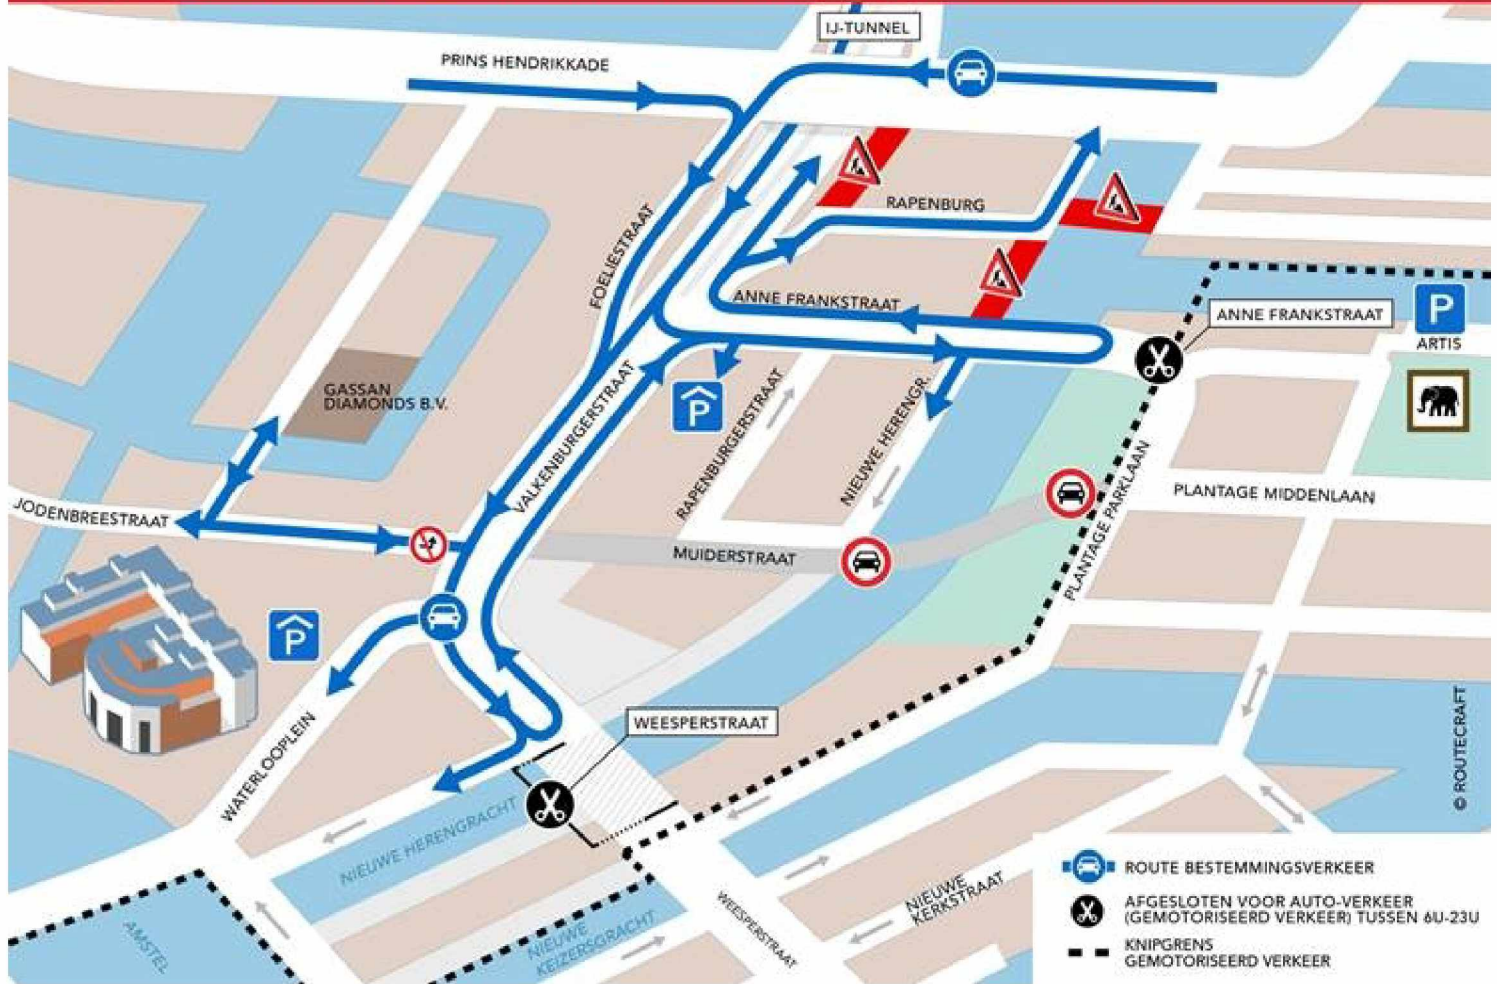 IJ-TUNNEL
PRINS HENDRIKKADE
RAPENBURG
FOELIESTRAAT
ANNE FRANKSTRAAT
ANNE FRANKSTRAAT
P
ARTIS
GASSAN
DIAMONDS B.V.
P
VALKENBURGERSTRAAT
RAPENBURGERSTRAAT
NIEUWE HERENGR.
JODENBREESTRAAT
MUIDERSTRAAT
PLANTAGE MIDDENLAAN
PLANTAGE PARKLAAN
P
WATERLOOPLEIN
WEESPERSTRAAT
NIEUWE HERENGRACHT
AMSTEL
NIEUWE
KEIZERSGRACHT
WEESPERSTRAAT
NIEUWE
KERKSTRAAT
© ROUTECRAFT
ROUTE BESTEMMINGSVERKEER
AFGESLOTEN VOOR AUTO-VERKEER
(GEMOTORISEERD VERKEER) TUSSEN 6U-23U
KNIPGRENS
GEMOTORISEERD VERKEER